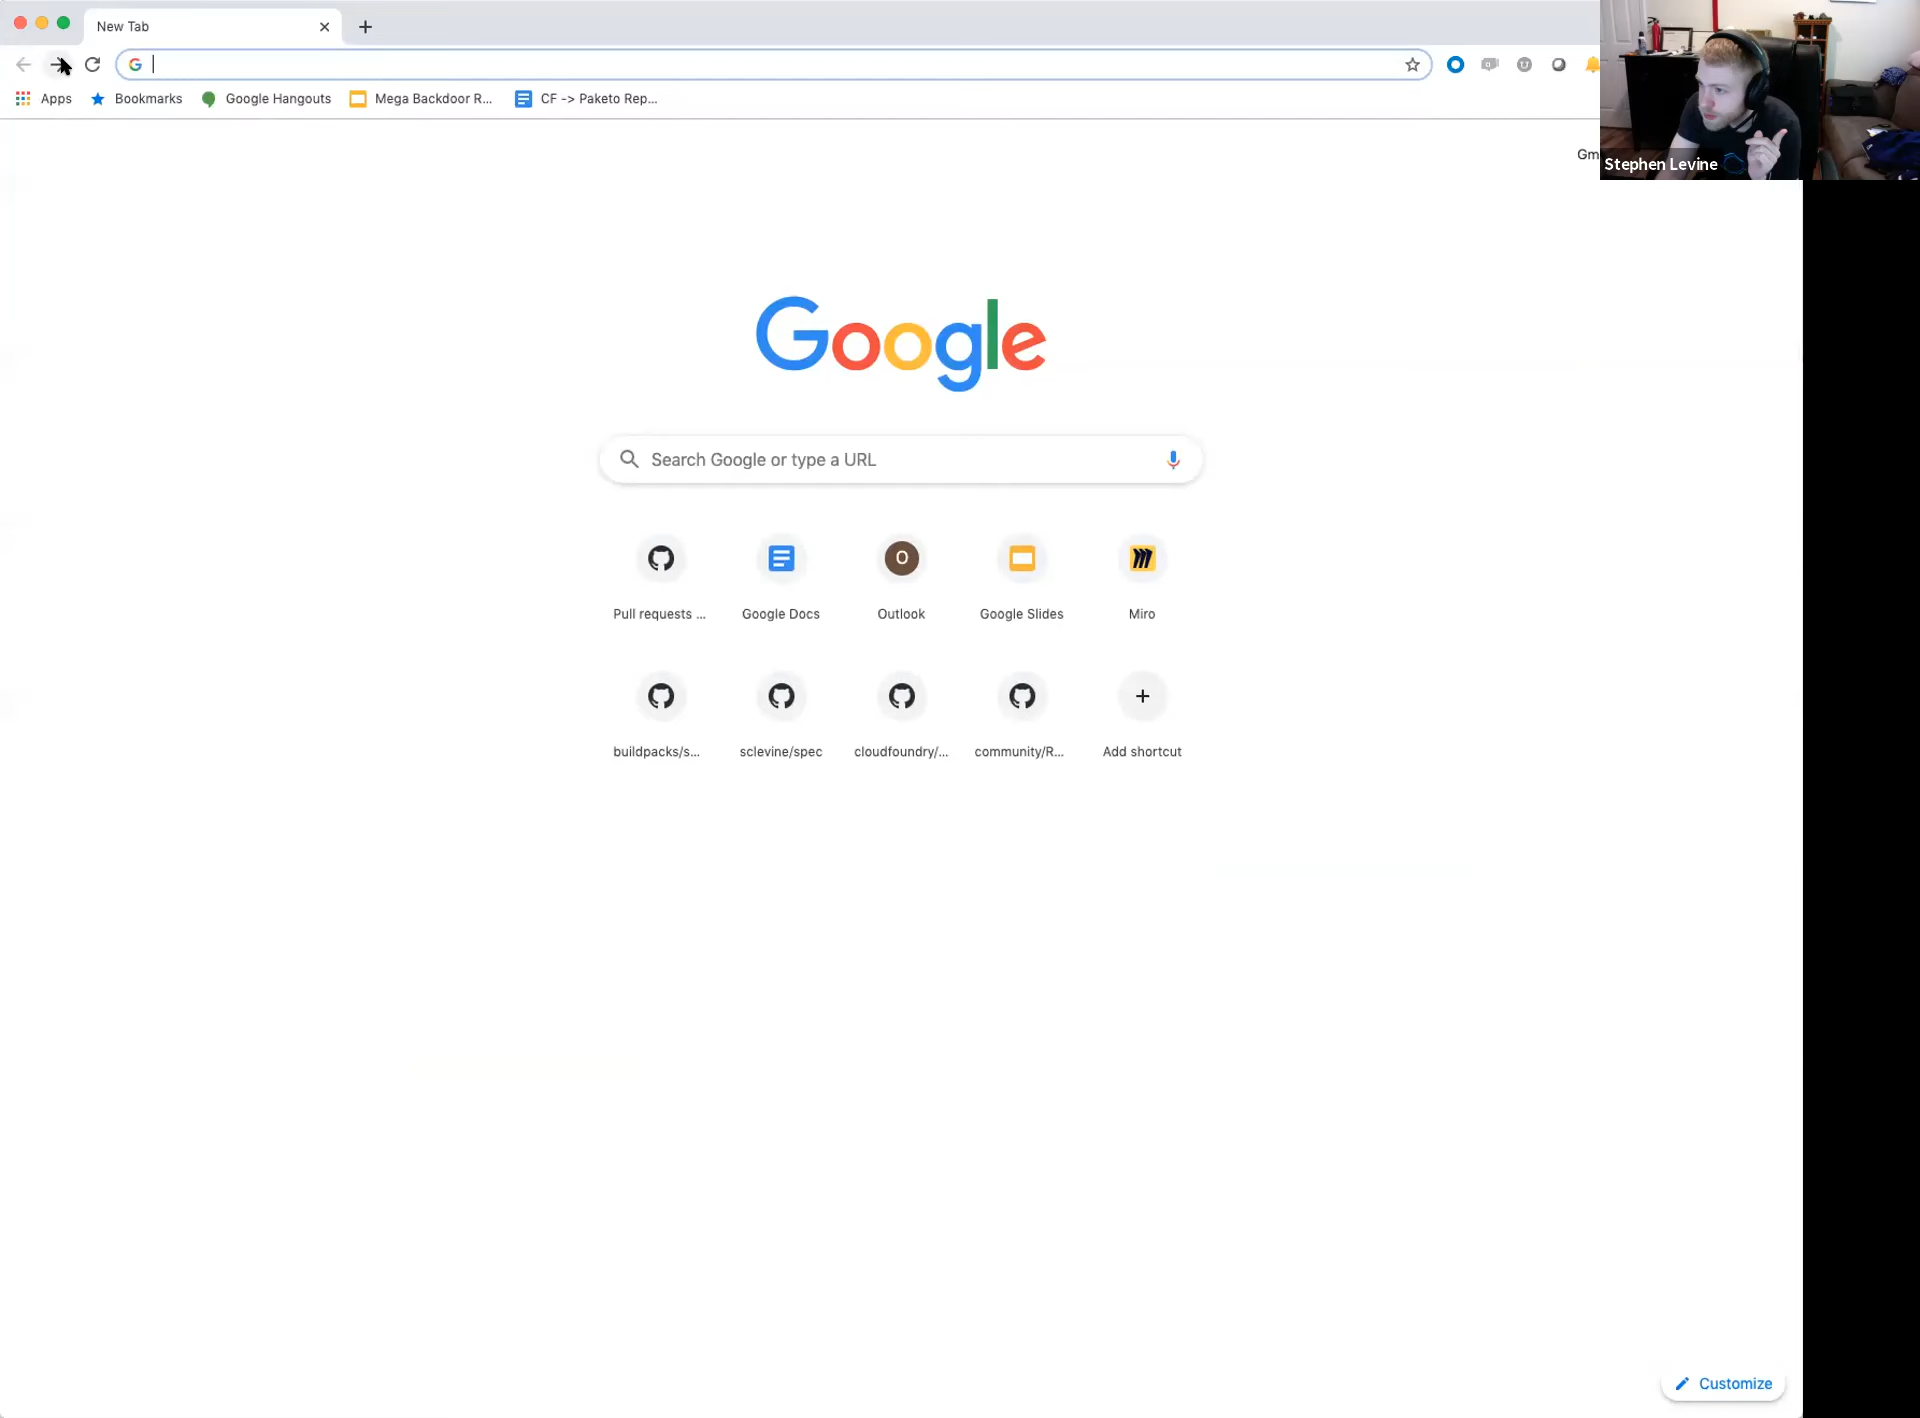 New Tab
Apps Bookmarks Google Hangouts Mega Backdoor R... CF -> Paketo Rep...
Gm
Stephen Levine
Google
Search Google or type a URL
O
Pull requests ... Google Docs Outlook Google Slides Miro
buildpacks/s... sclevine/spec cloudfoundry/... community/R... Add shortcut
Customize